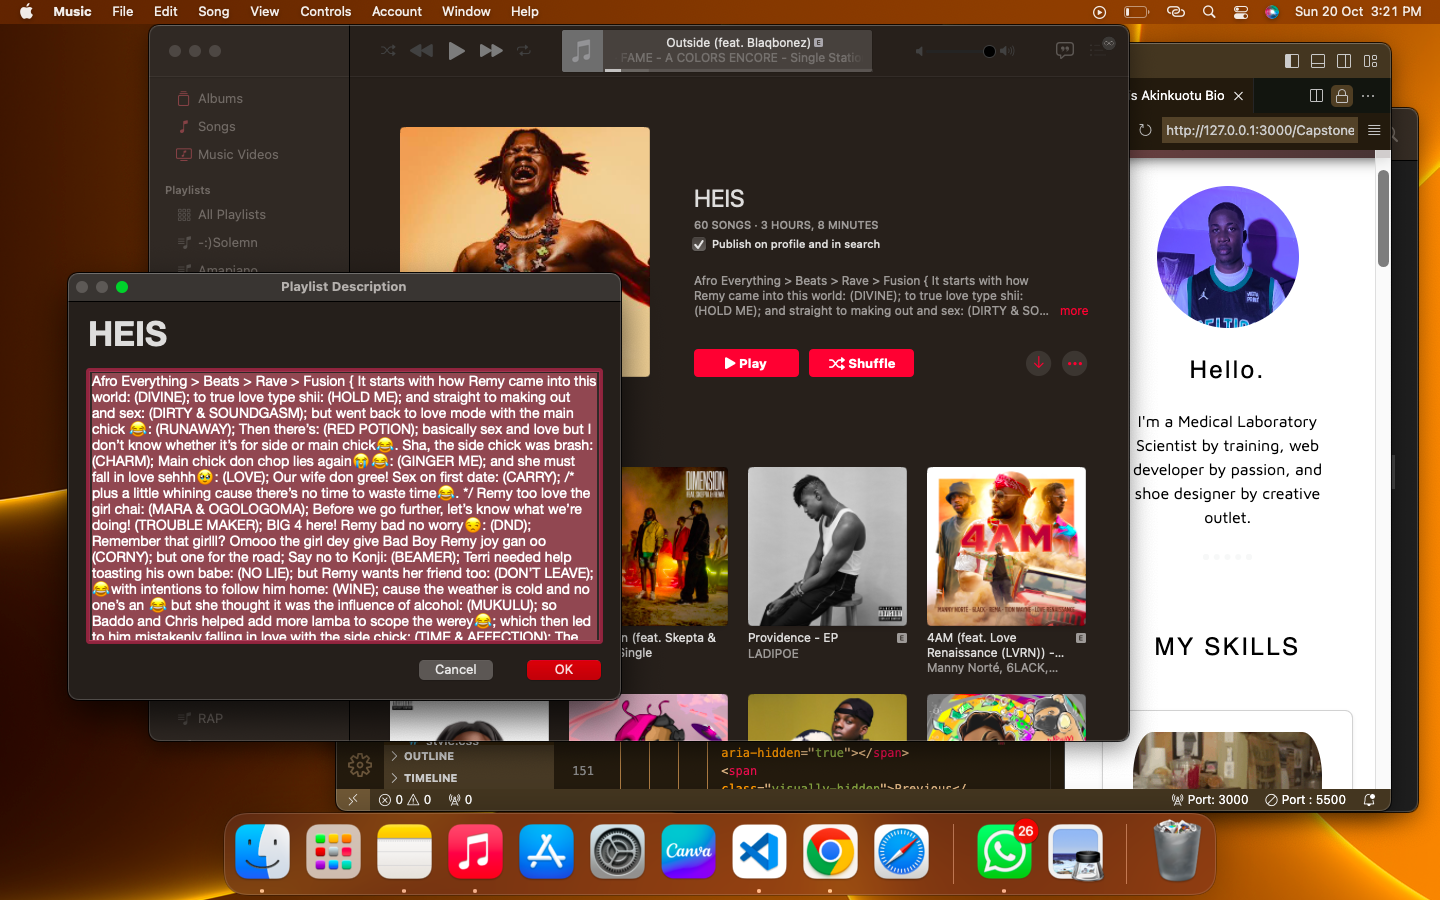 Music File Edit Song View Controls Account Window Help
Sun 20 Oct 3:21 PM
Outside (feat. Blaqbonez) E
FAME - A COLORS ENCORE - Single Statio
Albums
Songs
Music Videos
Playlists
All Playlists
-:)Solemn
Amapiano
RAP
HEIS
60 SONGS · 3 HOURS, 8 MINUTES
Publish on profile and in search
Afro Everything > Beats > Rave > Fusion { It starts with how
Remy came into this world: (DIVINE); to true love type shii:
(HOLD ME); and straight to making out and sex: (DIRTY & SO... more
Play
Shuffle
Playlist Description
HEIS
Afro Everything > Beats > Rave > Fusion { It starts with how Remy came into this
world: (DIVINE); to true love type shii: (HOLD ME); and straight to making out
and sex: (DIRTY & SOUNDGASM); but went back to love mode with the main
chick 😂: (RUNAWAY); Then there's: (RED POTION); basically sex and love but I
don't know whether it's for side or main chick😂. Sha, the side chick was brash:
(CHARM); Main chick don chop lies again😭😂: (GINGER ME); and she must
fall in love sehhh🥹: (LOVE); Our wife don gree! Sex on first date: (CARRY); /*
plus a little whining cause there's no time to waste time😂. */ Remy too love the
girl chai: (MARA & OGOLOGOMA); Before we go further, let's know what we're
doing! (TROUBLE MAKER); BIG 4 here! Remy bad no worry😔: (DND);
Remember that girlll? Omooo the girl dey give Bad Boy Remy joy gan oo
(CORNY); but one for the road; Say no to Konji: (BEAMER); Terri needed help
toasting his own babe: (NO LIE); but Remy wants her friend too: (DON'T LEAVE);
😂with intentions to follow him home: (WINE); cause the weather is cold and no
one's an 😂 but she thought it was the influence of alcohol: (MUKULU); so
Baddo and Chris helped add more lamba to scope the werey😂; which then led
to him mistakenly falling in love with the side chick: (TIME & AFFECTION); The
Cancel
OK
DIMENSION
n (feat. Skepta &
Single
Providence - EP E
LADIPOE
4AM
MANNY NORTÉ · 6LACK · REMA · TION WAYNE · LOVE RENAISSANCE
4AM (feat. Love E
Renaissance (LVRN)) -...
Manny Norté, 6LACK,...
's Akinkuotu Bio
http://127.0.0.1:3000/Capstone
Hello.
I'm a Medical Laboratory
Scientist by training, web
developer by passion, and
shoe designer by creative
outlet.
MY SKILLS
style.css
OUTLINE
TIMELINE
151
aria-hidden="true"></span>
<span
class="visually-hidden">Previous</
0 0 0
Port: 3000
Port : 5500
Canva
26